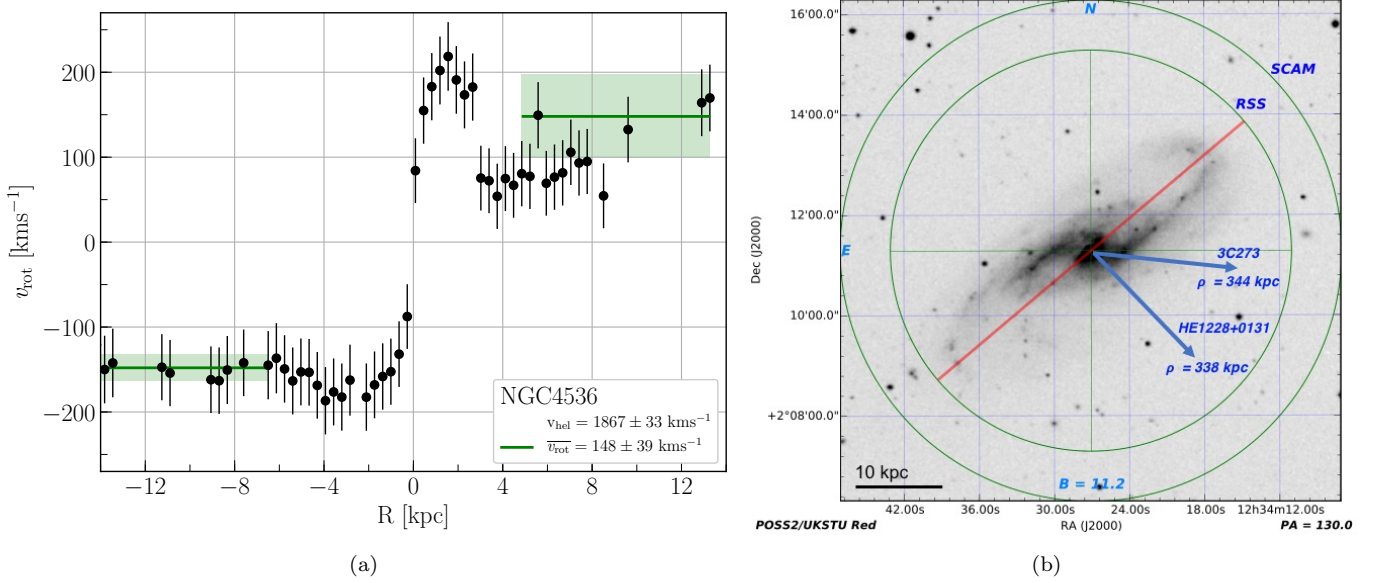 200
100
0
−100
−200
v_rot [kms⁻¹]
−12 −8 −4 0 4 8 12
R [kpc]
NGC4536
v_hel = 1867 ± 33 kms⁻¹
v̅_rot = 148 ± 39 kms⁻¹
(a)
16'00.0"
14'00.0"
12'00.0"
10'00.0"
+2°08'00.0"
Dec (J2000)
N
SCAM
RSS
E
3C273
ρ = 344 kpc
HE1228+0131
ρ = 338 kpc
10 kpc
B = 11.2
42.00s 36.00s 30.00s 24.00s 18.00s 12h34m12.00s
POSS2/UKSTU Red RA (J2000) PA = 130.0
(b)